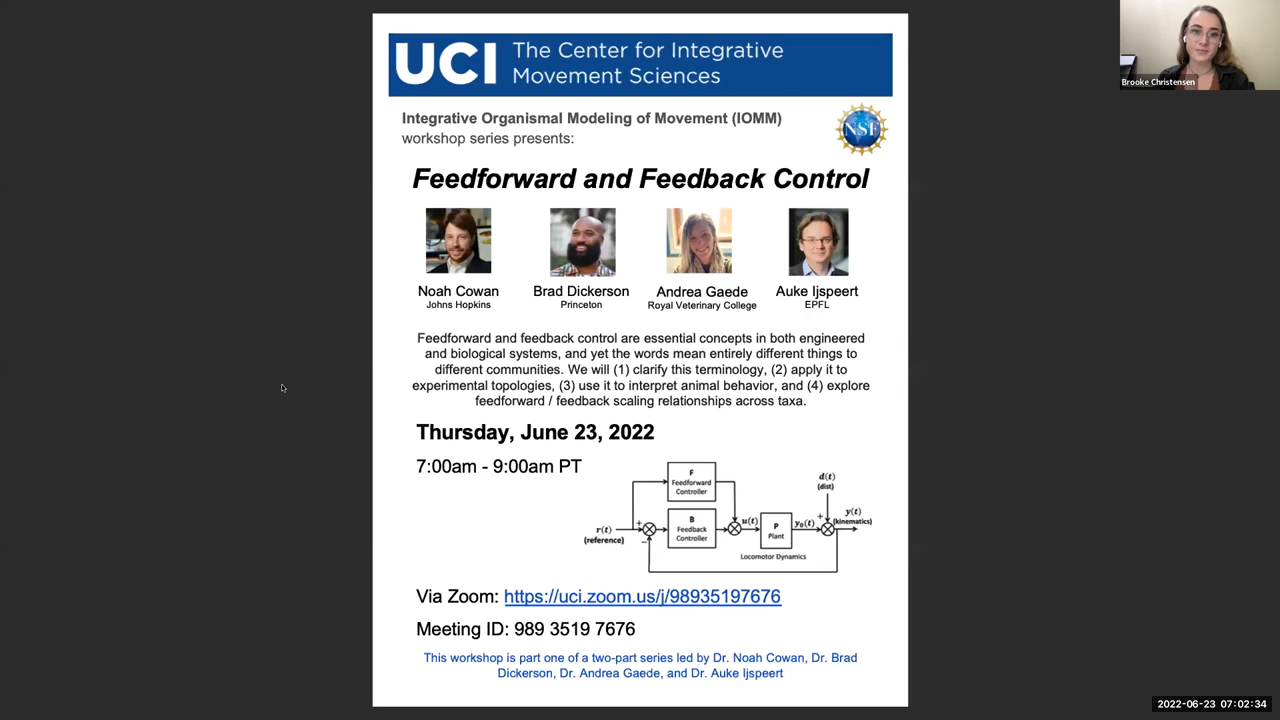 UCI The Center for Integrative
Movement Sciences
Integrative Organismal Modeling of Movement (IOMM)
workshop series presents:
NSF
Feedforward and Feedback Control
Noah Cowan
Johns Hopkins
Brad Dickerson
Princeton
Andrea Gaede
Royal Veterinary College
Auke Ijspeert
EPFL
Feedforward and feedback control are essential concepts in both engineered
and biological systems, and yet the words mean entirely different things to
different communities. We will (1) clarify this terminology, (2) apply it to
experimental topologies, (3) use it to interpret animal behavior, and (4) explore
feedforward / feedback scaling relationships across taxa.
Thursday, June 23, 2022
7:00am - 9:00am PT
F
Feedforward
Controller
d(t)
(dist)
r(t)
(reference)
+
−
B
Feedback
Controller
u(t)
P
Plant
y₀(t)
+
y(t)
(kinematics)
Locomotor Dynamics
Via Zoom: https://uci.zoom.us/j/98935197676
Meeting ID: 989 3519 7676
This workshop is part one of a two-part series led by Dr. Noah Cowan, Dr. Brad
Dickerson, Dr. Andrea Gaede, and Dr. Auke Ijspeert
Brooke Christensen
2022-06-23 07:02:34